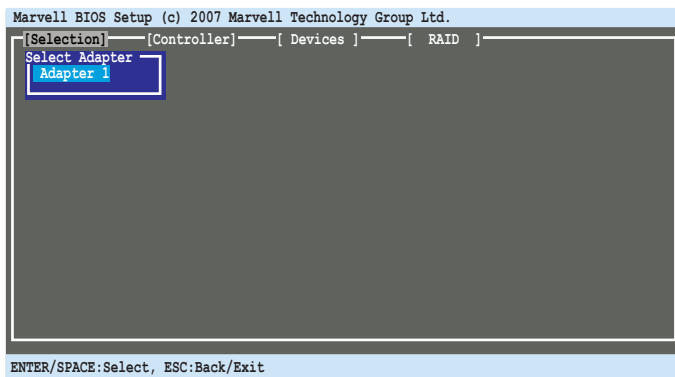 Marvell BIOS Setup (c) 2007 Marvell Technology Group Ltd.
[Selection] [Controller] [ Devices ] [ RAID ]
Select Adapter
Adapter 1
ENTER/SPACE:Select, ESC:Back/Exit